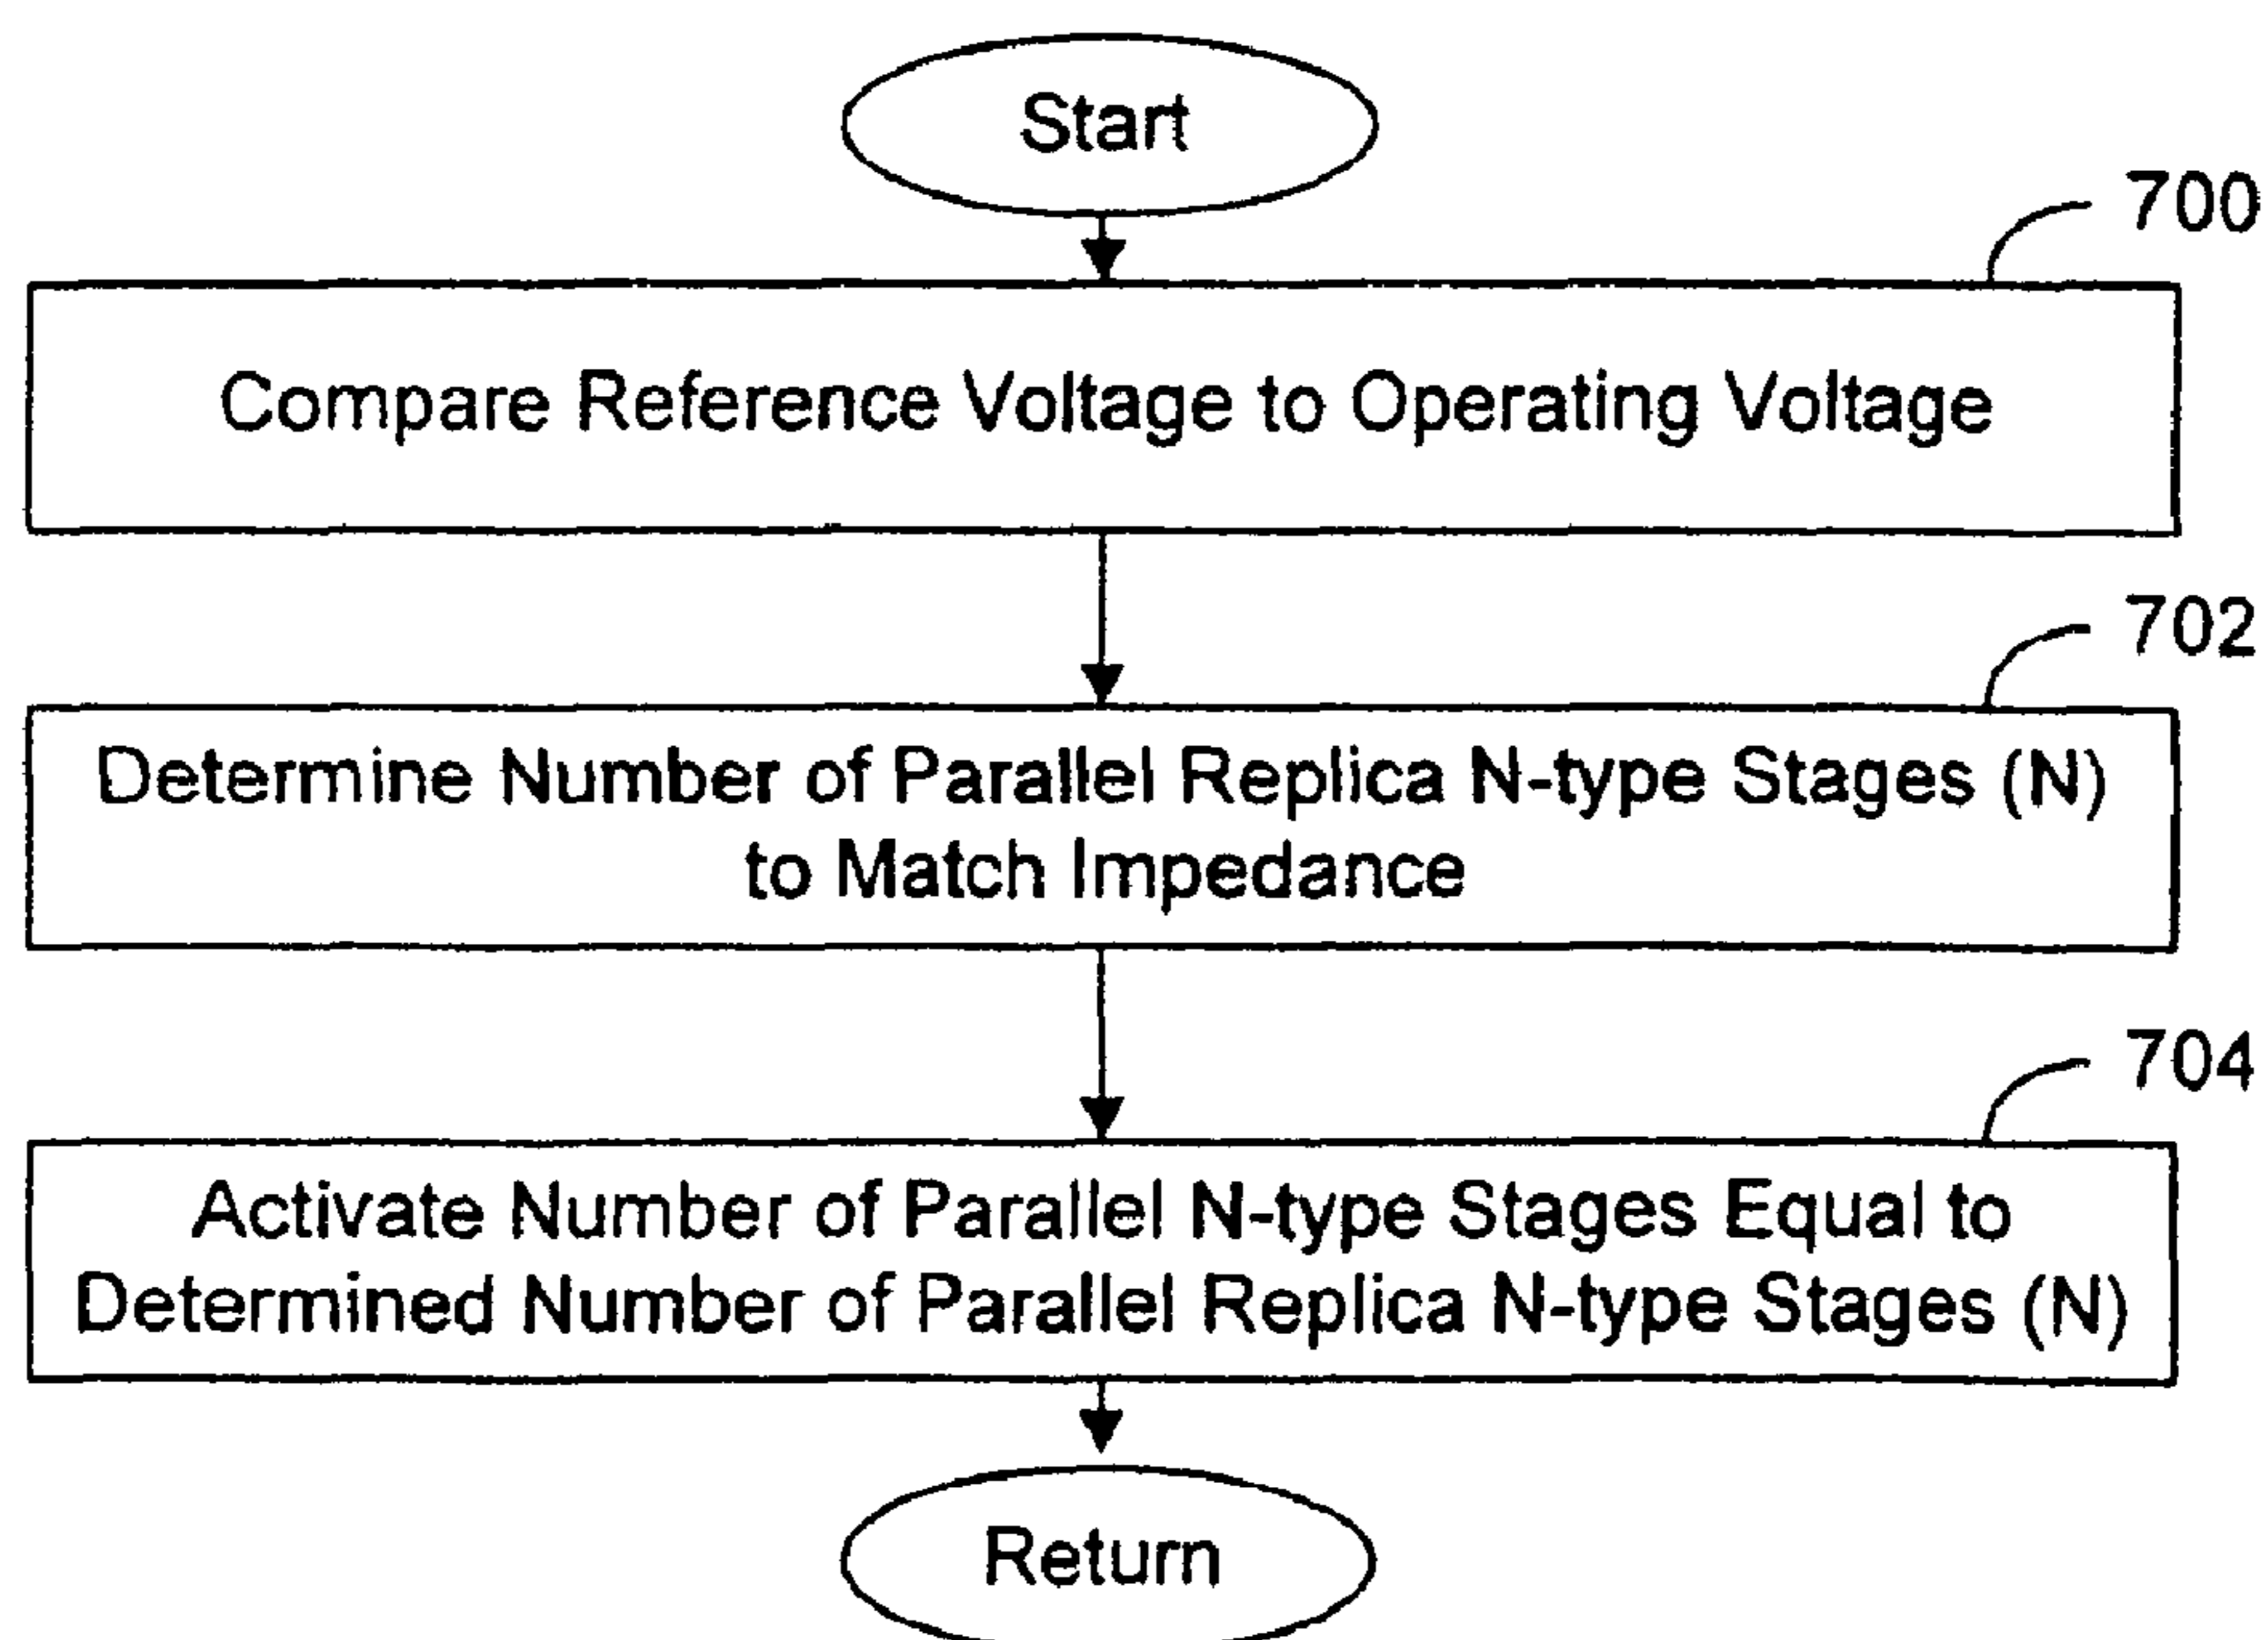 Start
700
Compare Reference Voltage to Operating Voltage
702
Determine Number of Parallel Replica N-type Stages (N)
to Match Impedance
704
Activate Number of Parallel N-type Stages Equal to
Determined Number of Parallel Replica N-type Stages (N)
Return